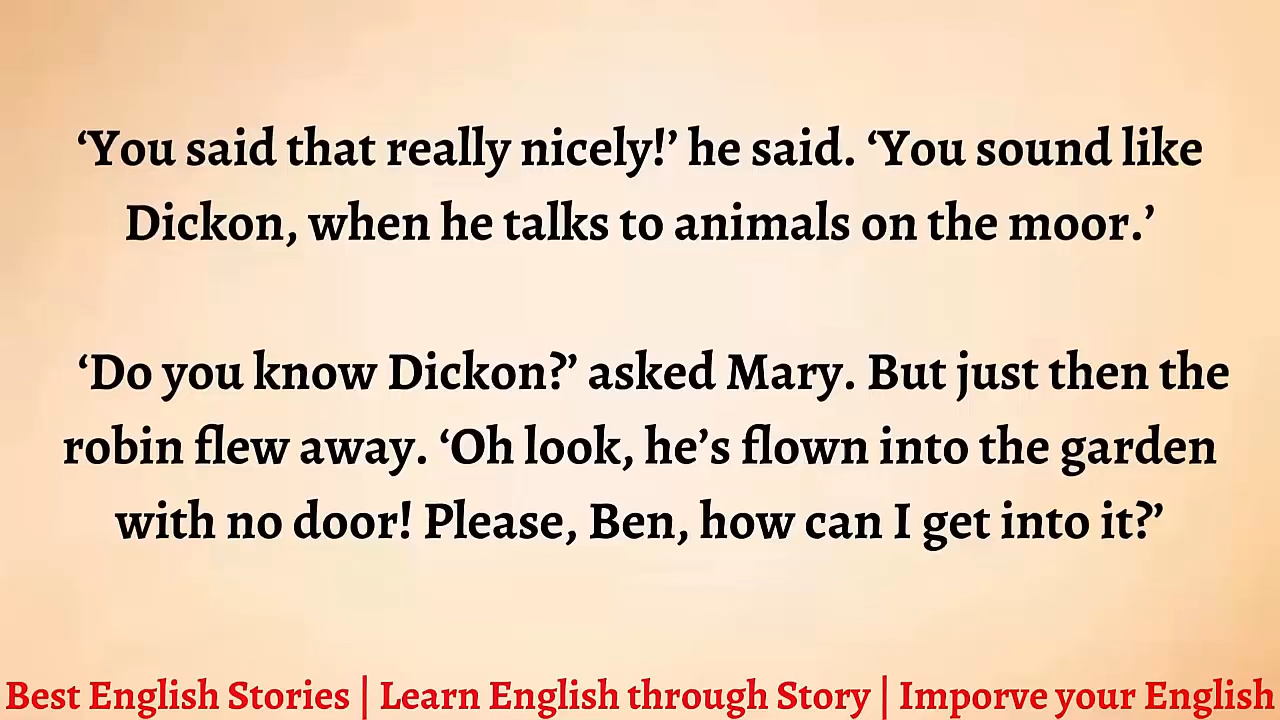 ‘You said that really nicely!’ he said. ‘You sound like
Dickon, when he talks to animals on the moor.’
‘Do you know Dickon?’ asked Mary. But just then the
robin flew away. ‘Oh look, he’s flown into the garden
with no door! Please, Ben, how can I get into it?’
Best English Stories | Learn English through Story | Imporve your English